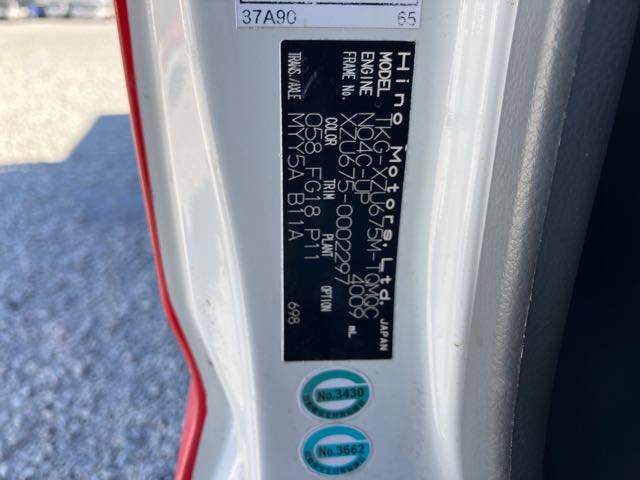 37A90 65
Hino Motors, Ltd. JAPAN
MODEL TKG-XZU675M-TQMQC
ENGINE NO4C-UP 4009 mL
FRAME No. XZU675-0002297
COLOR TRIM PLANT OPTION
058 FG18 P11
TRANS./AXLE MYY5A B11A 698
No.3430
No.3662